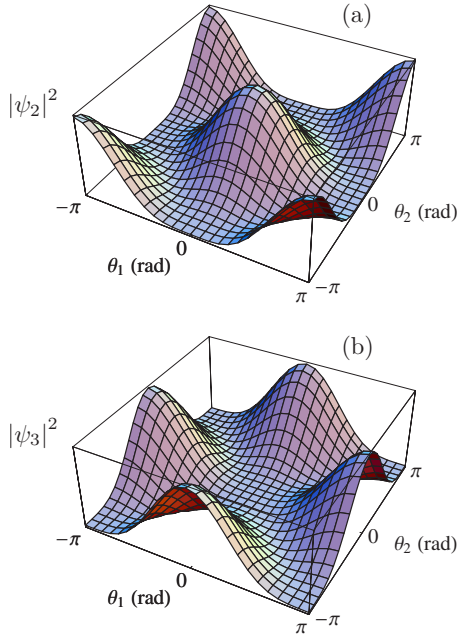 (a)
|ψ₂|²
π
0
θ₂ (rad)
−π
0
θ₁ (rad)
π −π
(b)
|ψ₃|²
π
0
θ₂ (rad)
−π
0
θ₁ (rad)
π −π